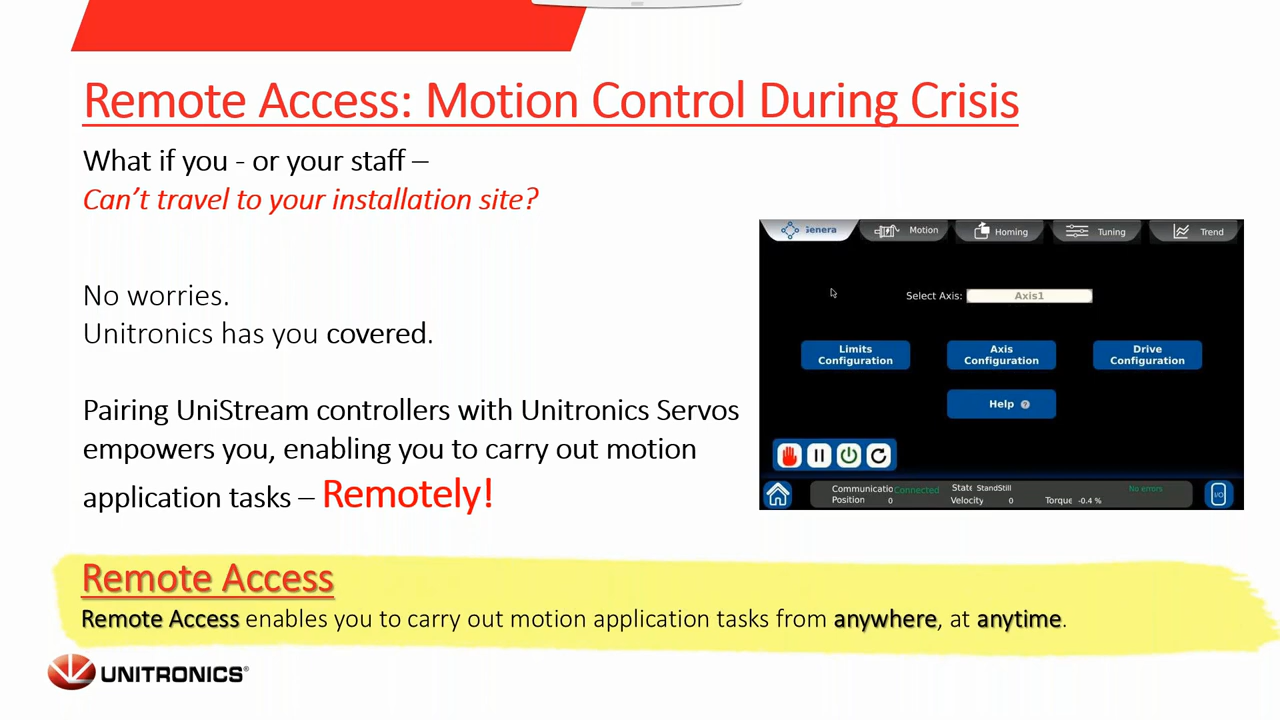 Remote Access: Motion Control During Crisis
What if you - or your staff –
Can't travel to your installation site?
No worries.
Unitronics has you covered.
Pairing UniStream controllers with Unitronics Servos
empowers you, enabling you to carry out motion
application tasks – Remotely!
Genera Motion Homing Tuning Trend
Select Axis: Axis1
Limits
Configuration
Axis
Configuration
Drive
Configuration
Help ?
Communicatio Connected State StandStill No errors
Position 0 Velocity 0 Torque -0.4 %
I/O
Remote Access
Remote Access enables you to carry out motion application tasks from anywhere, at anytime.
UNITRONICS®